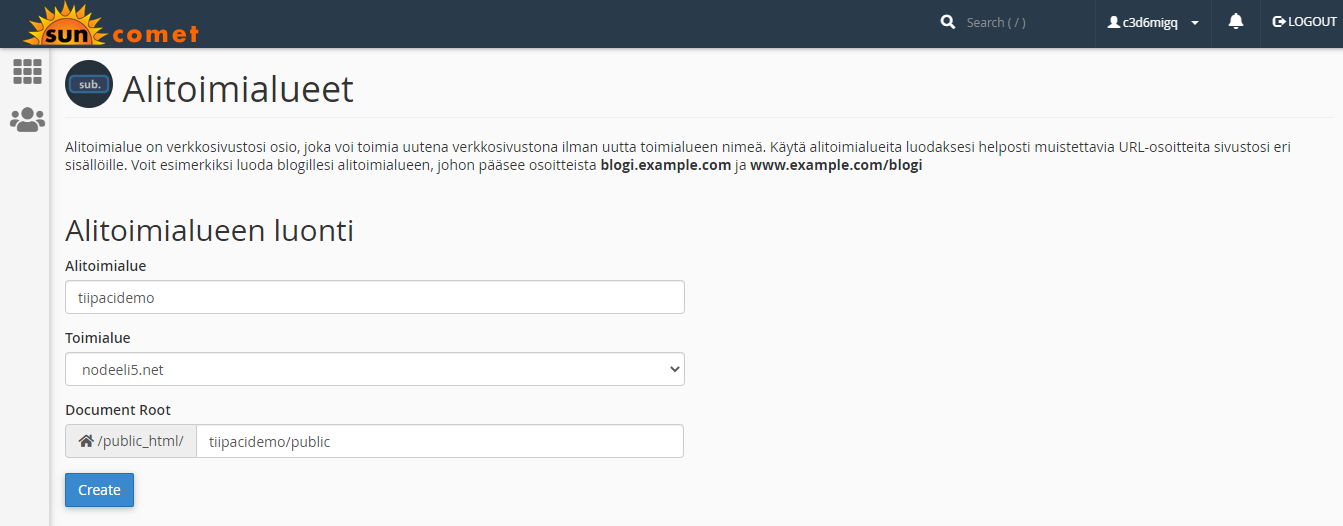 sun comet
Search ( / )
c3d6migq
LOGOUT
sub.
Alitoimialueet
Alitoimialue on verkkosivustosi osio, joka voi toimia uutena verkkosivustona ilman uutta toimialueen nimeä. Käytä alitoimialueita luodaksesi helposti muistettavia URL-osoitteita sivustosi eri
sisällöille. Voit esimerkiksi luoda blogillesi alitoimialueen, johon pääsee osoitteista blogi.example.com ja www.example.com/blogi
Alitoimialueen luonti
Alitoimialue
tiipacidemo
Toimialue
nodeeli5.net
Document Root
/public_html/ tiipacidemo/public
Create